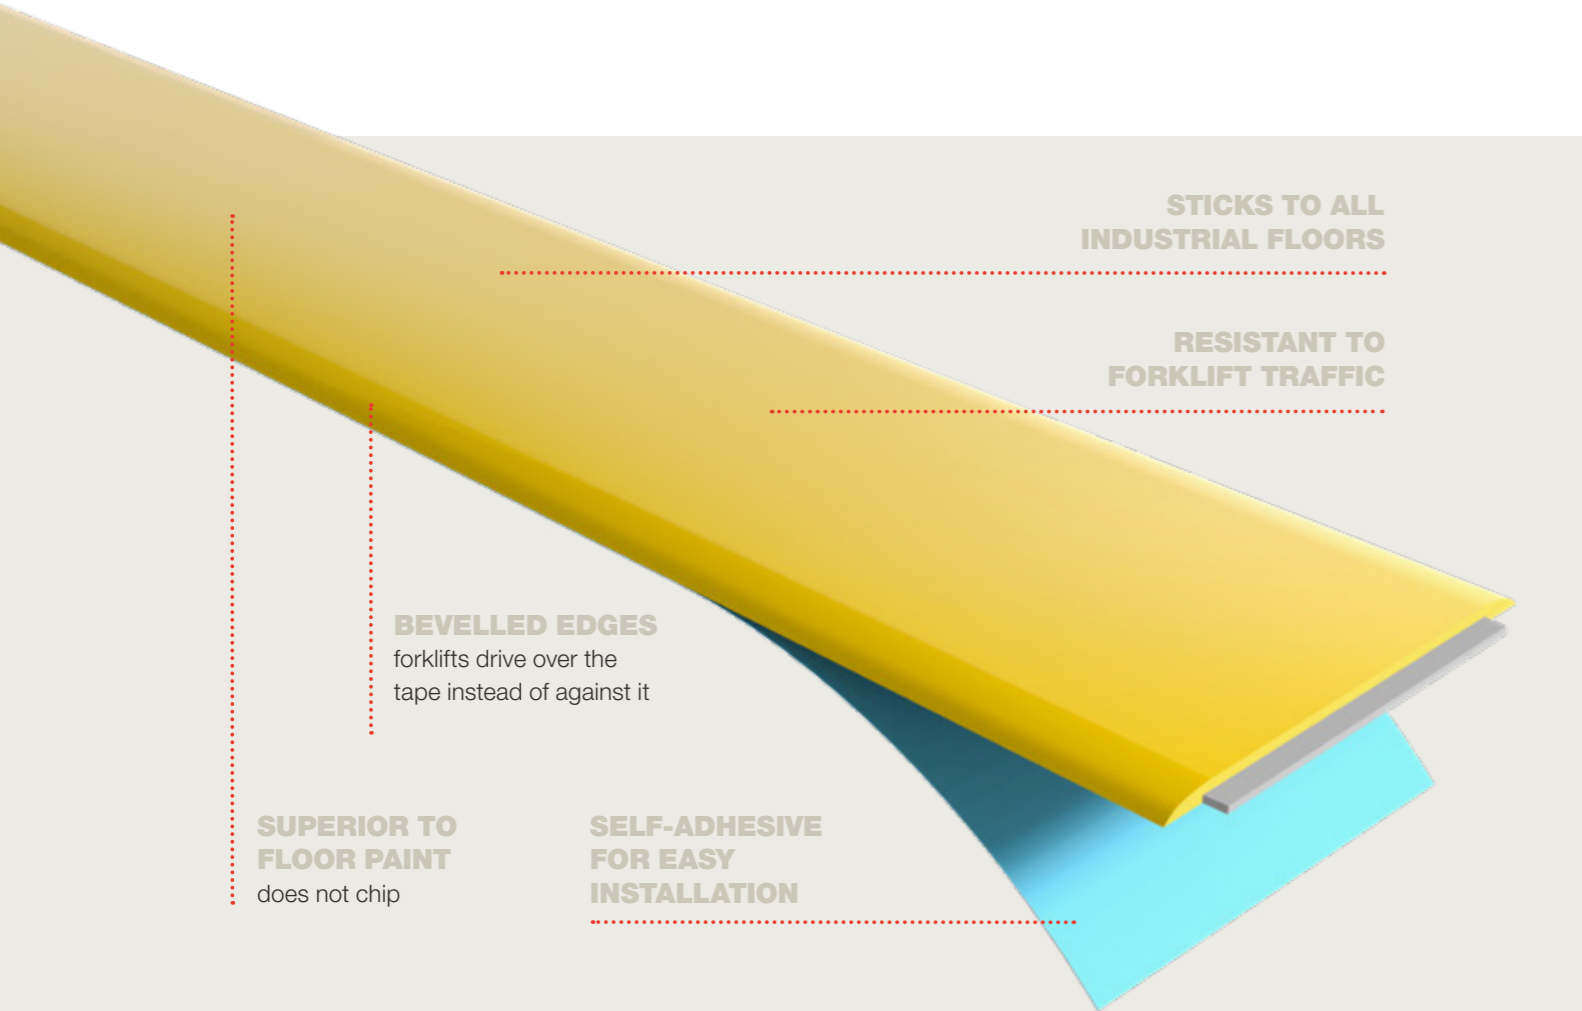 STICKS TO ALL
INDUSTRIAL FLOORS
RESISTANT TO
FORKLIFT TRAFFIC
BEVELLED EDGES
forklifts drive over the
tape instead of against it
SUPERIOR TO
FLOOR PAINT
does not chip
SELF-ADHESIVE
FOR EASY
INSTALLATION